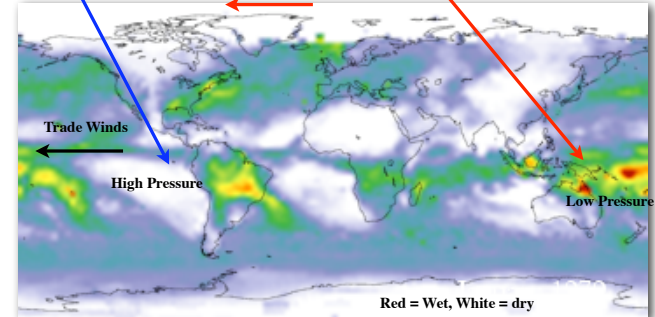 Trade Winds
High Pressure
Low Pressure
Red = Wet, White = dry